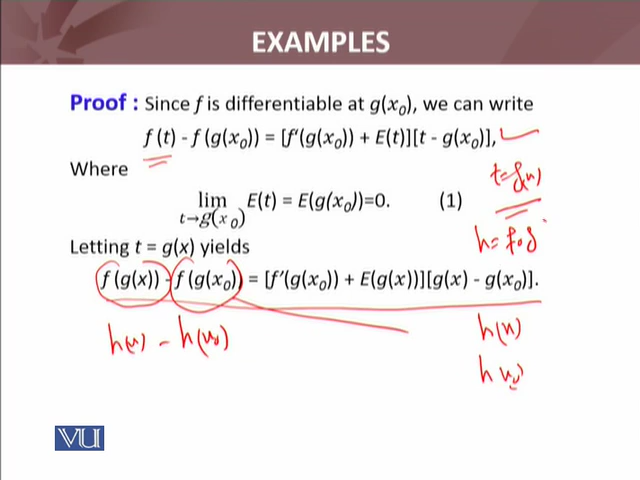 EXAMPLES
Proof : Since f is differentiable at g(x₀), we can write
f (t) - f (g(x₀)) = [f′(g(x₀)) + E(t)][t - g(x₀)],
Where
t = g(x)
lim E(t) = E(g(x₀))=0. (1)
t→g(x₀)
h = f∘g
Letting t = g(x) yields
f (g(x)) - f (g(x₀)) = [f′(g(x₀)) + E(g(x))][g(x) - g(x₀)].
h(x) - h(x₀)
h(x)
h x₀)
VU